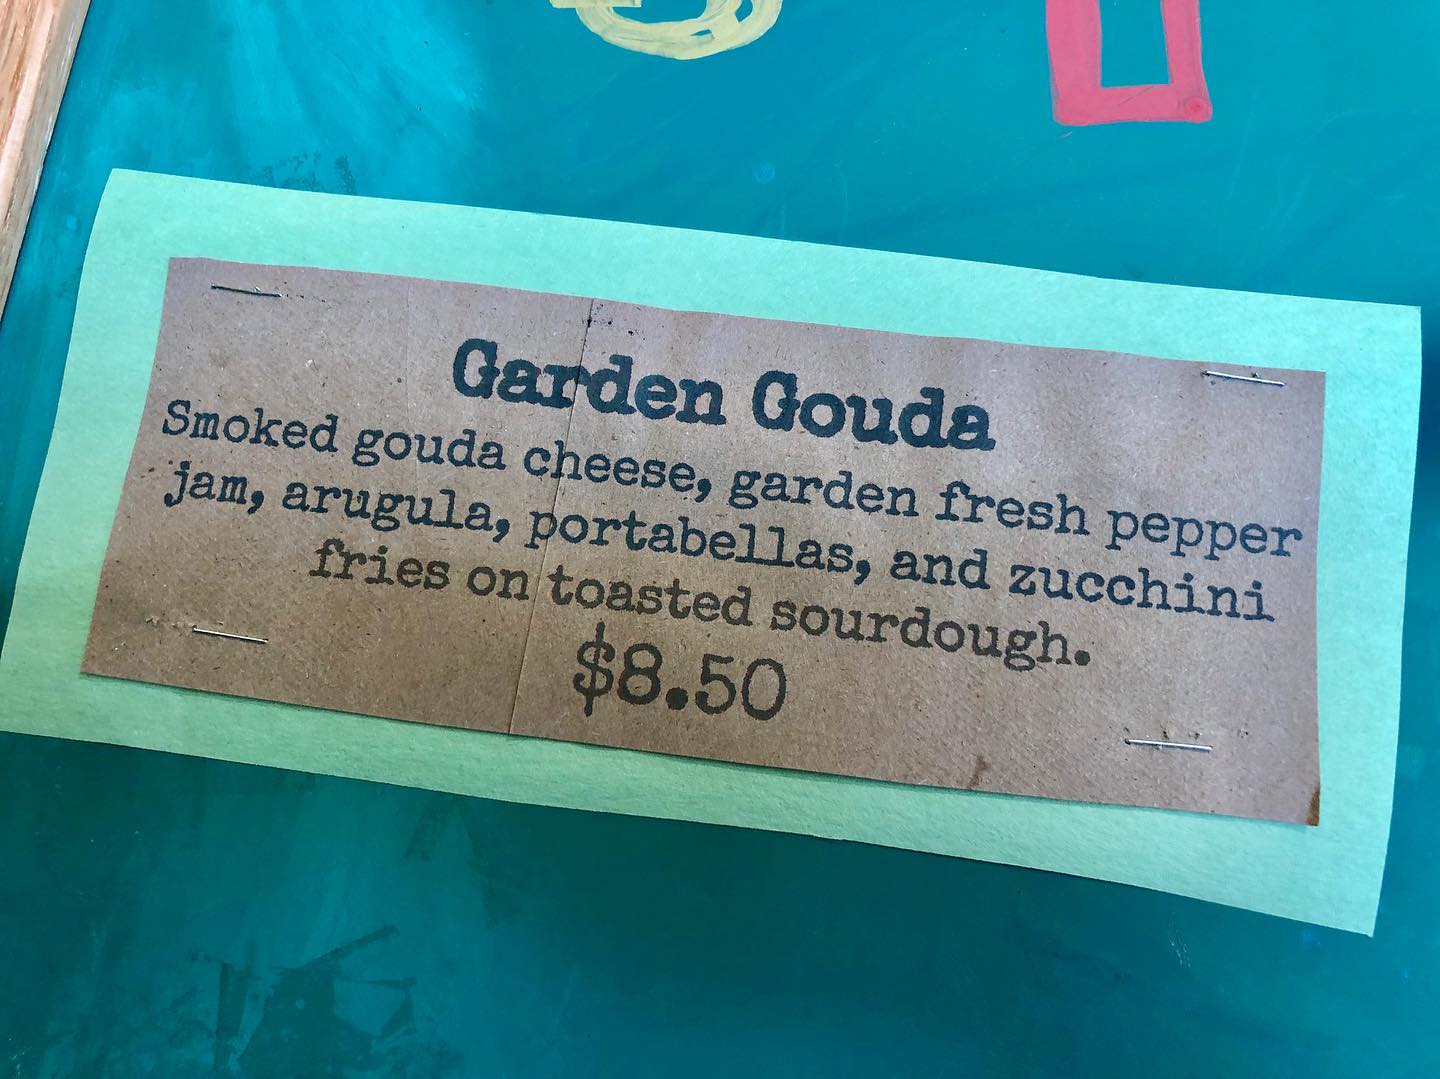 Garden Gouda
Smoked gouda cheese, garden fresh pepper
jam, arugula, portabellas, and zucchini
fries on toasted sourdough.
$8.50